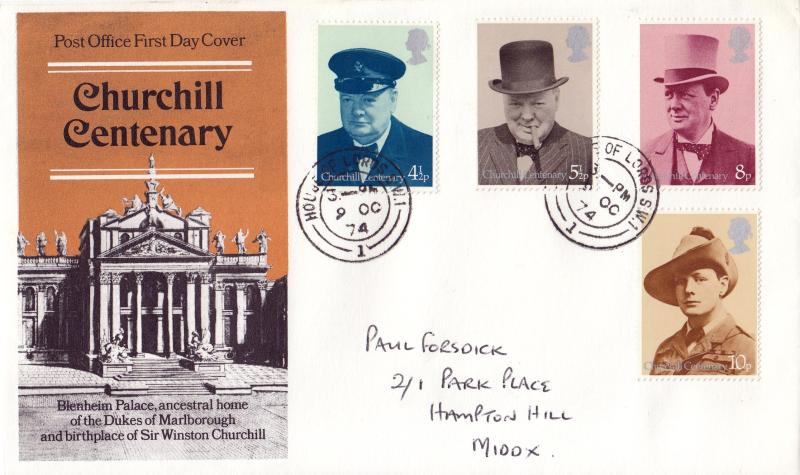 Post Office First Day Cover
Churchill
Centenary
Blenheim Palace, ancestral home
of the Dukes of Marlborough
and birthplace of Sir Winston Churchill
Churchill Centenary 4½p
Churchill Centenary 5½p
Churchill Centenary 8p
Churchill Centenary 10p
HOUSE OF LORDS S.W.1
PM
9 OC
74
1
OF LORDS S.W.1
PM
9 OC
74
1
PAUL FORSDICK
2/1 PARK PLACE
HAMPTON HILL
MIDDX.